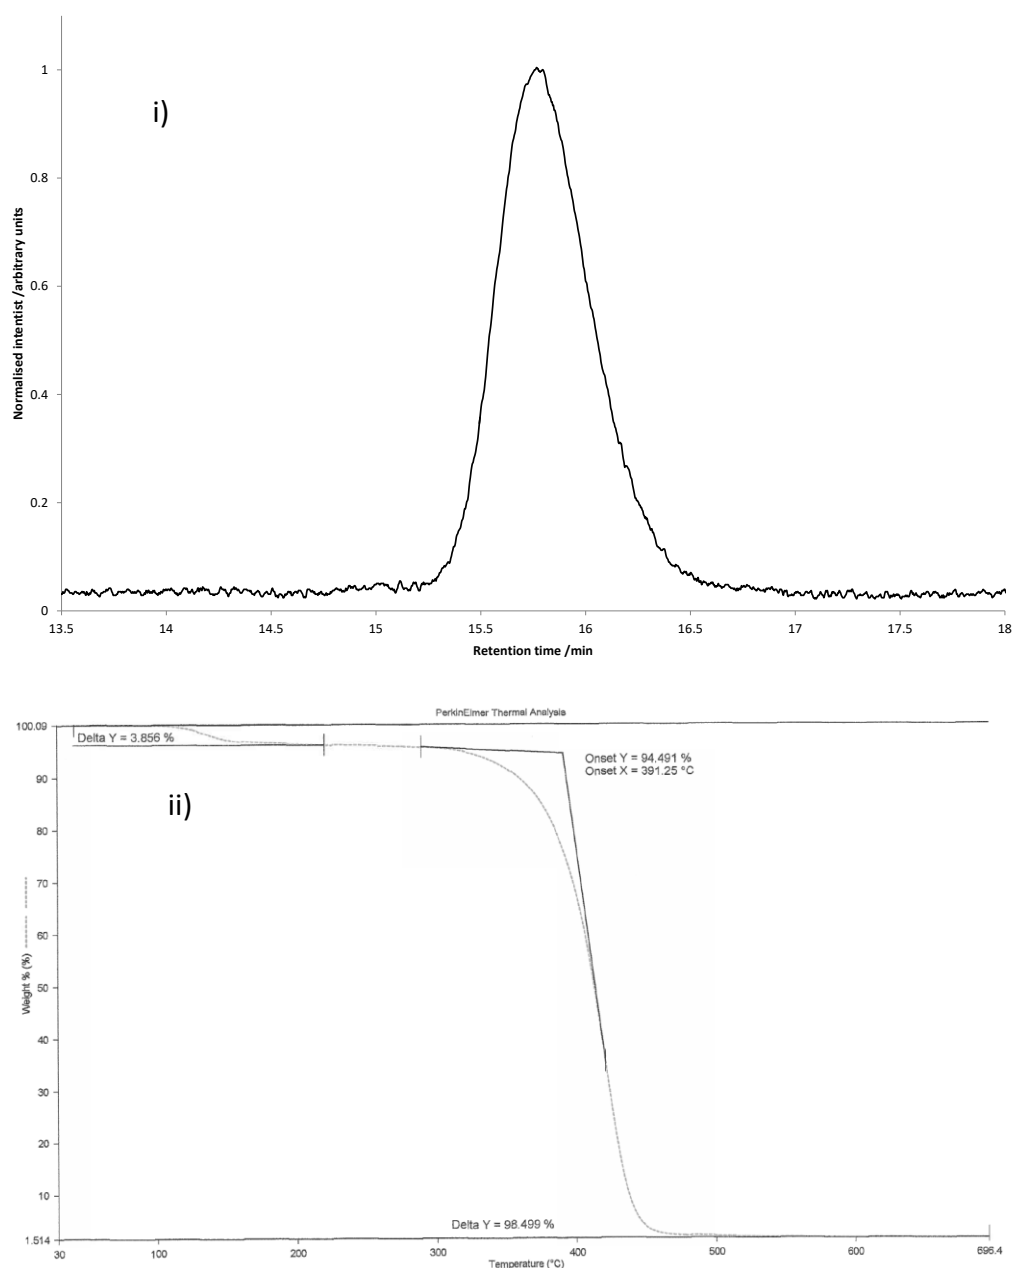 i)
Normalised intentist /arbitrary units
1
0.8
0.6
0.4
0.2
0
13.5 14 14.5 15 15.5 16 16.5 17 17.5 18
Retention time /min
PerkinElmer Thermal Analysis
100.09
Delta Y = 3.856 %
Onset Y = 94.491 %
Onset X = 391.25 °C
ii)
90
80
70
60
50
40
30
20
10
1.514
Weight % (%)
Delta Y = 98.499 %
30 100 200 300 400 500 600 696.4
Temperature (°C)